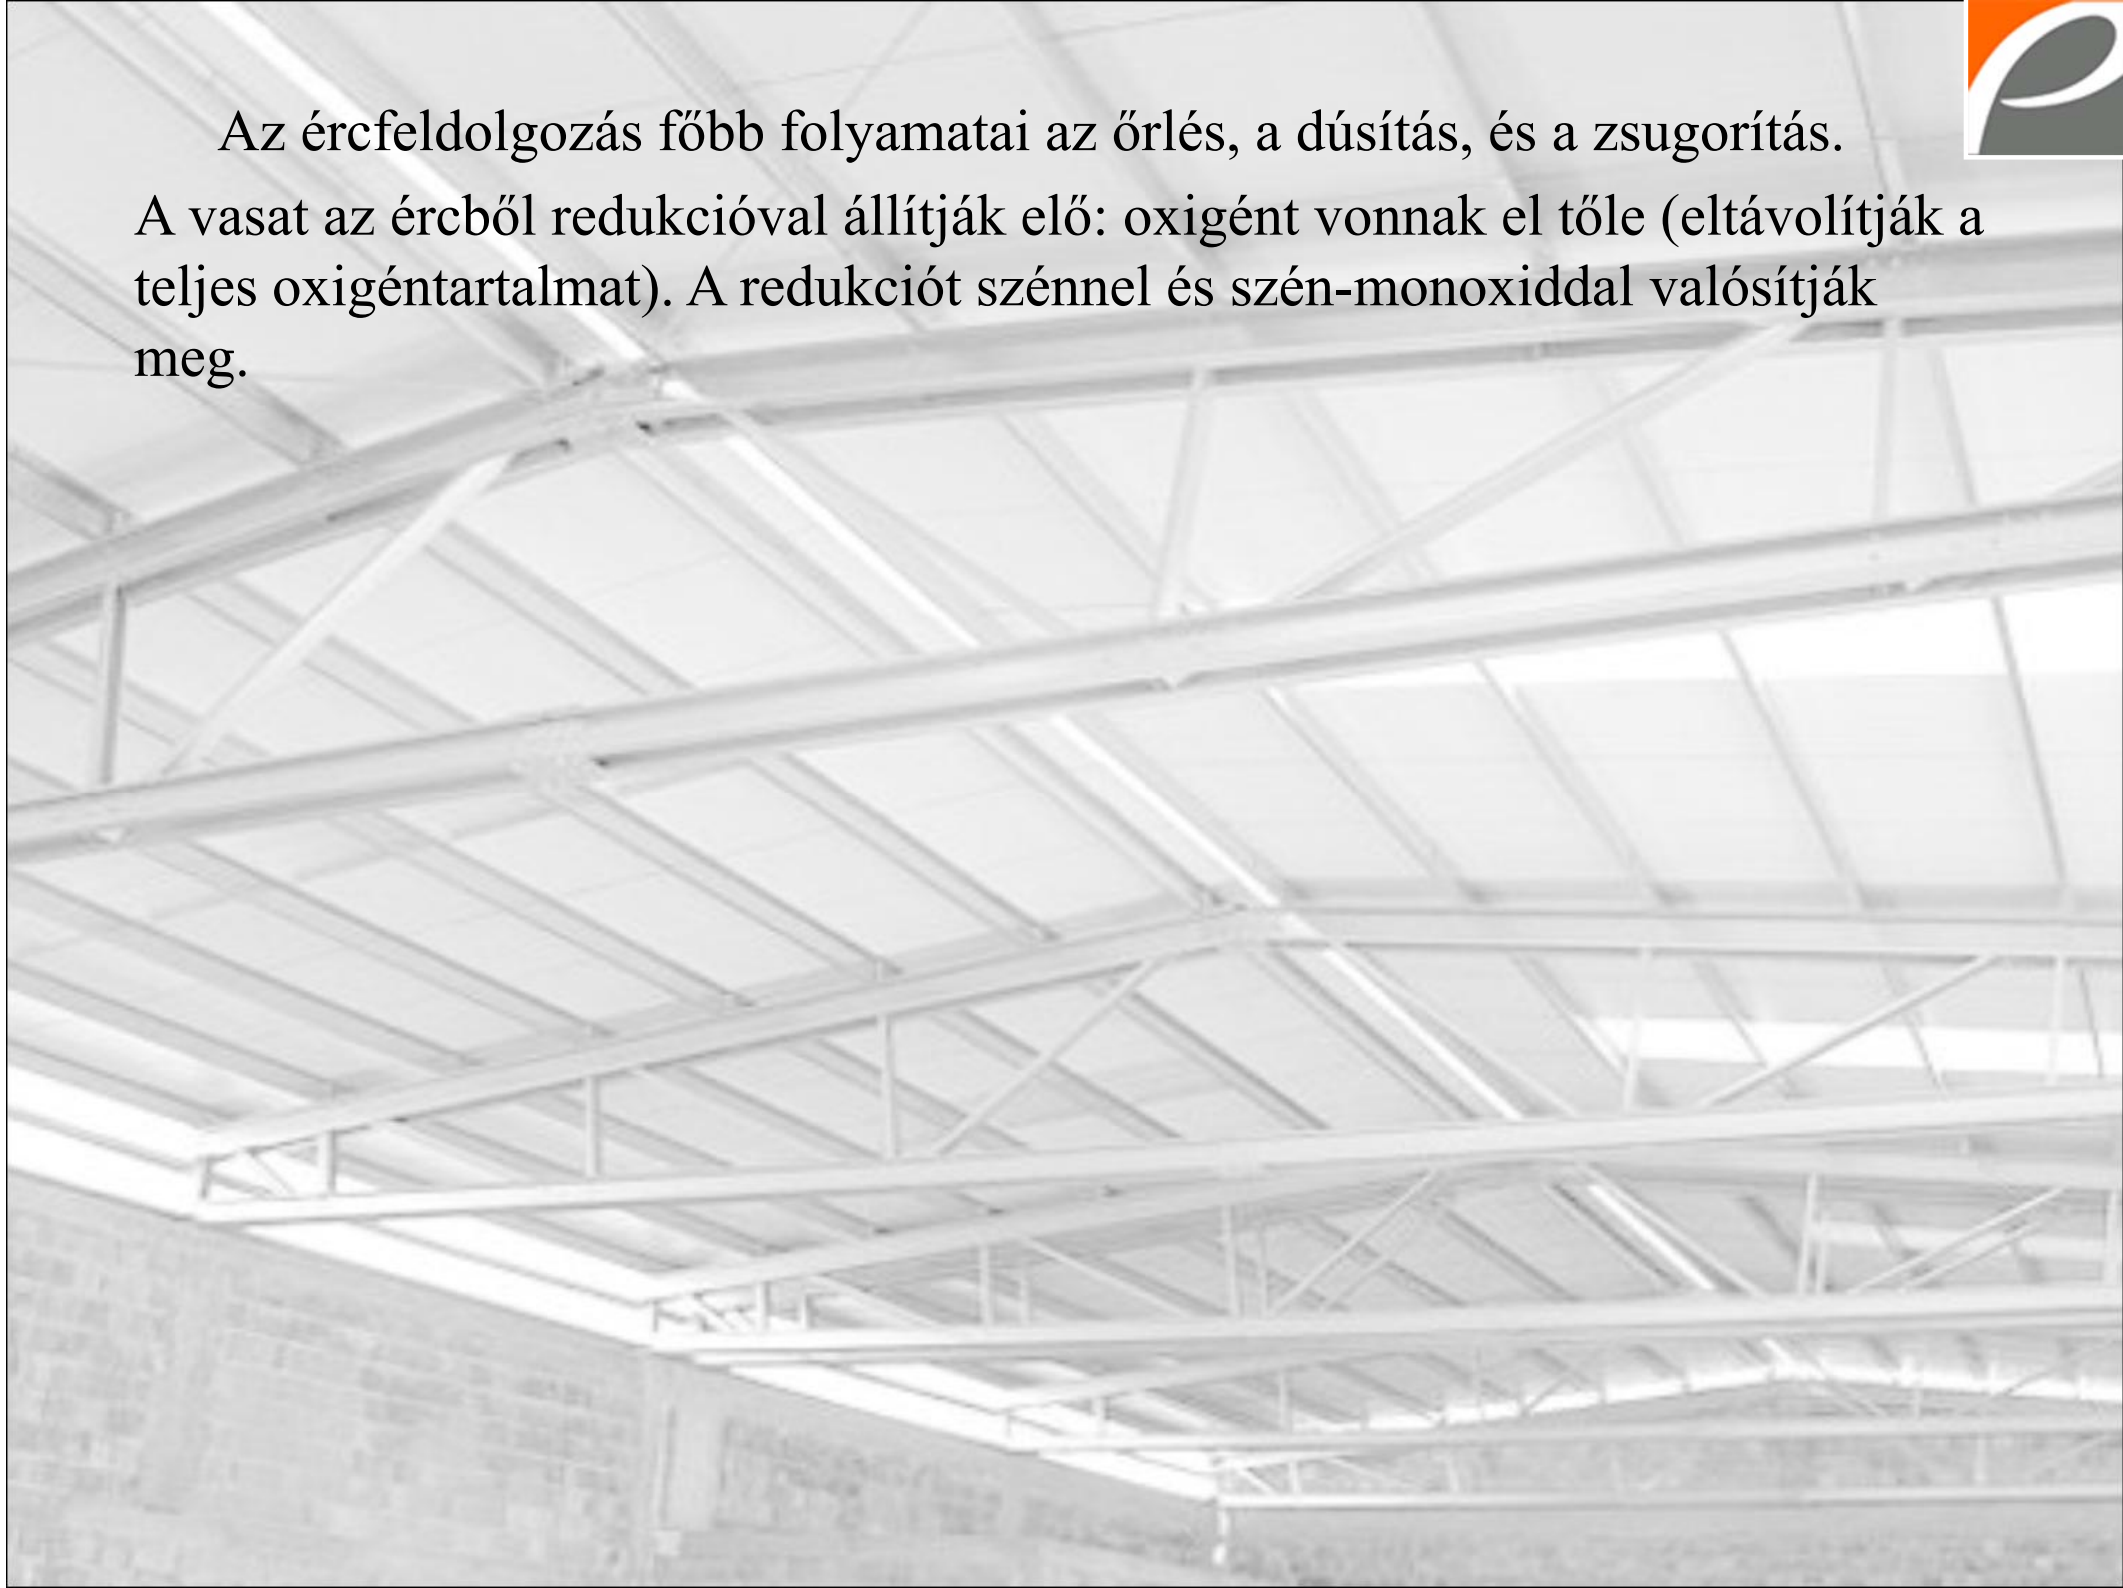 Az ércfeldolgozás főbb folyamatai az őrlés, a dúsítás, és a zsugorítás.
A vasat az ércből redukcióval állítják elő: oxigént vonnak el tőle (eltávolítják a
teljes oxigéntartalmat). A redukciót szénnel és szén-monoxiddal valósítják
meg.